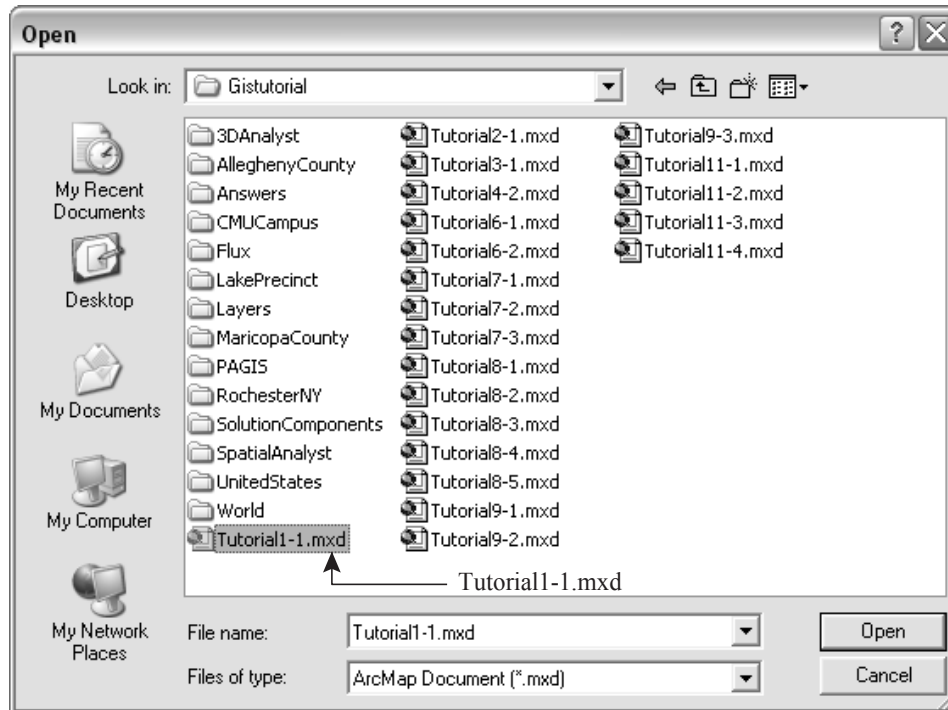 Open
?
Look in:
Gistutorial
My Recent
Documents
Desktop
My Documents
My Computer
My Network
Places
3DAnalyst
AlleghenyCounty
Answers
CMUCampus
Flux
LakePrecinct
Layers
MaricopaCounty
PAGIS
RochesterNY
SolutionComponents
SpatialAnalyst
UnitedStates
World
Tutorial1-1.mxd
Tutorial2-1.mxd
Tutorial3-1.mxd
Tutorial4-2.mxd
Tutorial6-1.mxd
Tutorial6-2.mxd
Tutorial7-1.mxd
Tutorial7-2.mxd
Tutorial7-3.mxd
Tutorial8-1.mxd
Tutorial8-2.mxd
Tutorial8-3.mxd
Tutorial8-4.mxd
Tutorial8-5.mxd
Tutorial9-1.mxd
Tutorial9-2.mxd
Tutorial9-3.mxd
Tutorial11-1.mxd
Tutorial11-2.mxd
Tutorial11-3.mxd
Tutorial11-4.mxd
Tutorial1-1.mxd
File name:
Tutorial1-1.mxd
Open
Files of type:
ArcMap Document (*.mxd)
Cancel